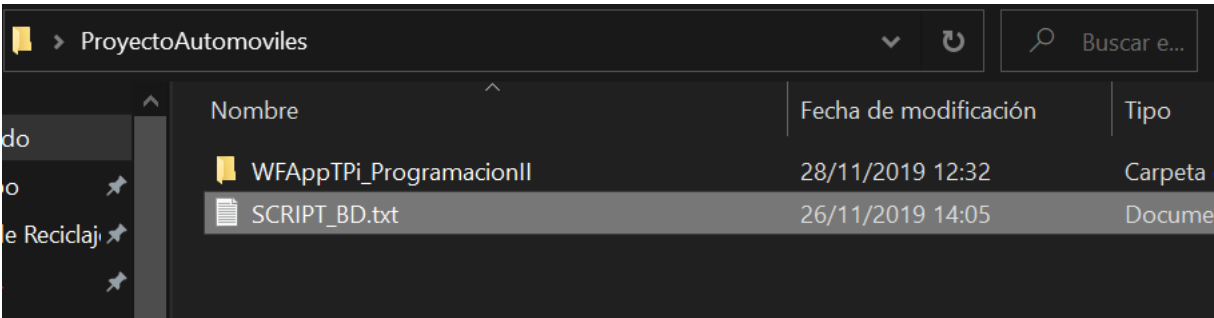 ProyectoAutomoviles
Buscar e...
Nombre
Fecha de modificación
Tipo
do
WFAppTPi_ProgramacionII
28/11/2019 12:32
Carpeta
o
SCRIPT_BD.txt
26/11/2019 14:05
Docume
le Reciclaj